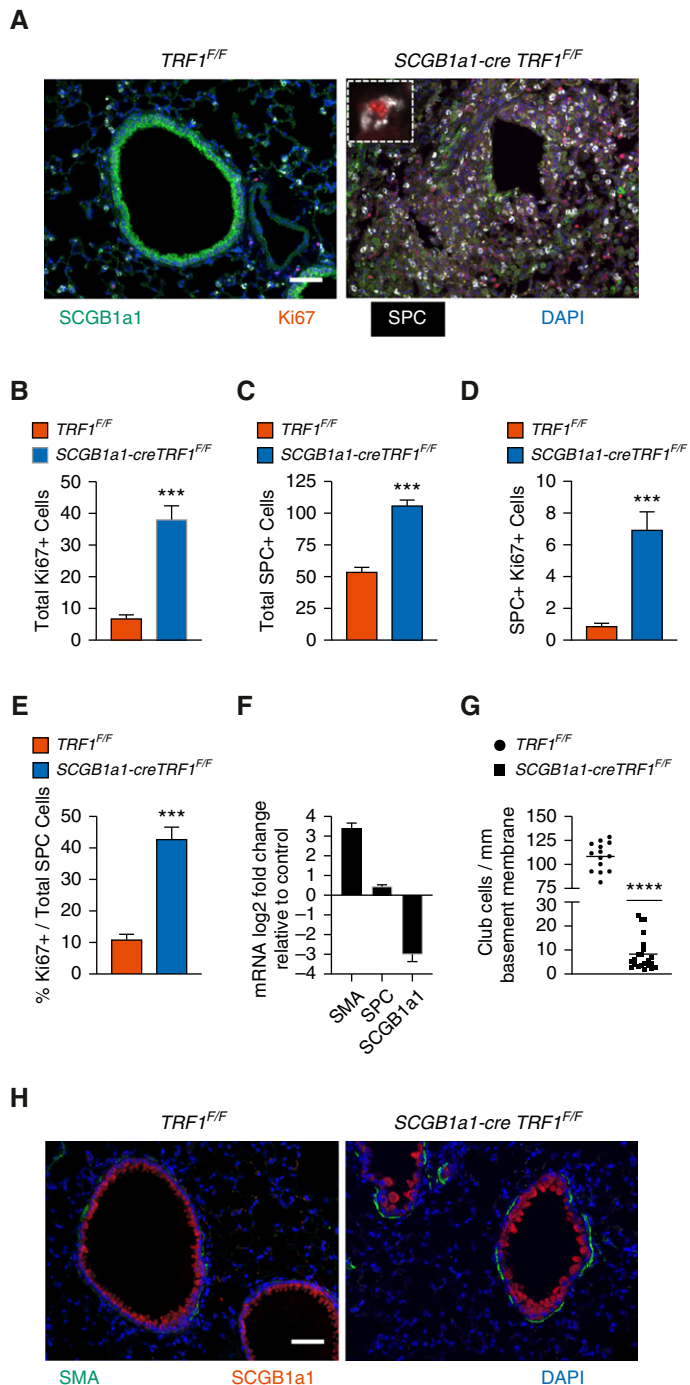 A
TRF1F/F
SCGB1a1-cre TRF1F/F
SCGB1a1
Ki67
SPC
DAPI
B
TRF1F/F
SCGB1a1-creTRF1F/F
Total Ki67+ Cells
50
40
30
20
10
0
***
C
TRF1F/F
SCGB1a1-creTRF1F/F
Total SPC+ Cells
125
100
75
50
25
0
***
D
TRF1F/F
SCGB1a1-creTRF1F/F
SPC+ Ki67+ Cells
8
6
4
2
0
***
E
TRF1F/F
SCGB1a1-creTRF1F/F
% Ki67+ / Total SPC Cells
50
40
30
20
10
0
***
F
mRNA log2 fold change
relative to control
4
3
2
1
0
−1
−2
−3
−4
SMA
SPC
SCGB1a1
G
TRF1F/F
SCGB1a1-creTRF1F/F
Club cells / mm
basement membrane
150
125
100
75
30
20
10
0
****
H
TRF1F/F
SCGB1a1-cre TRF1F/F
SMA
SCGB1a1
DAPI